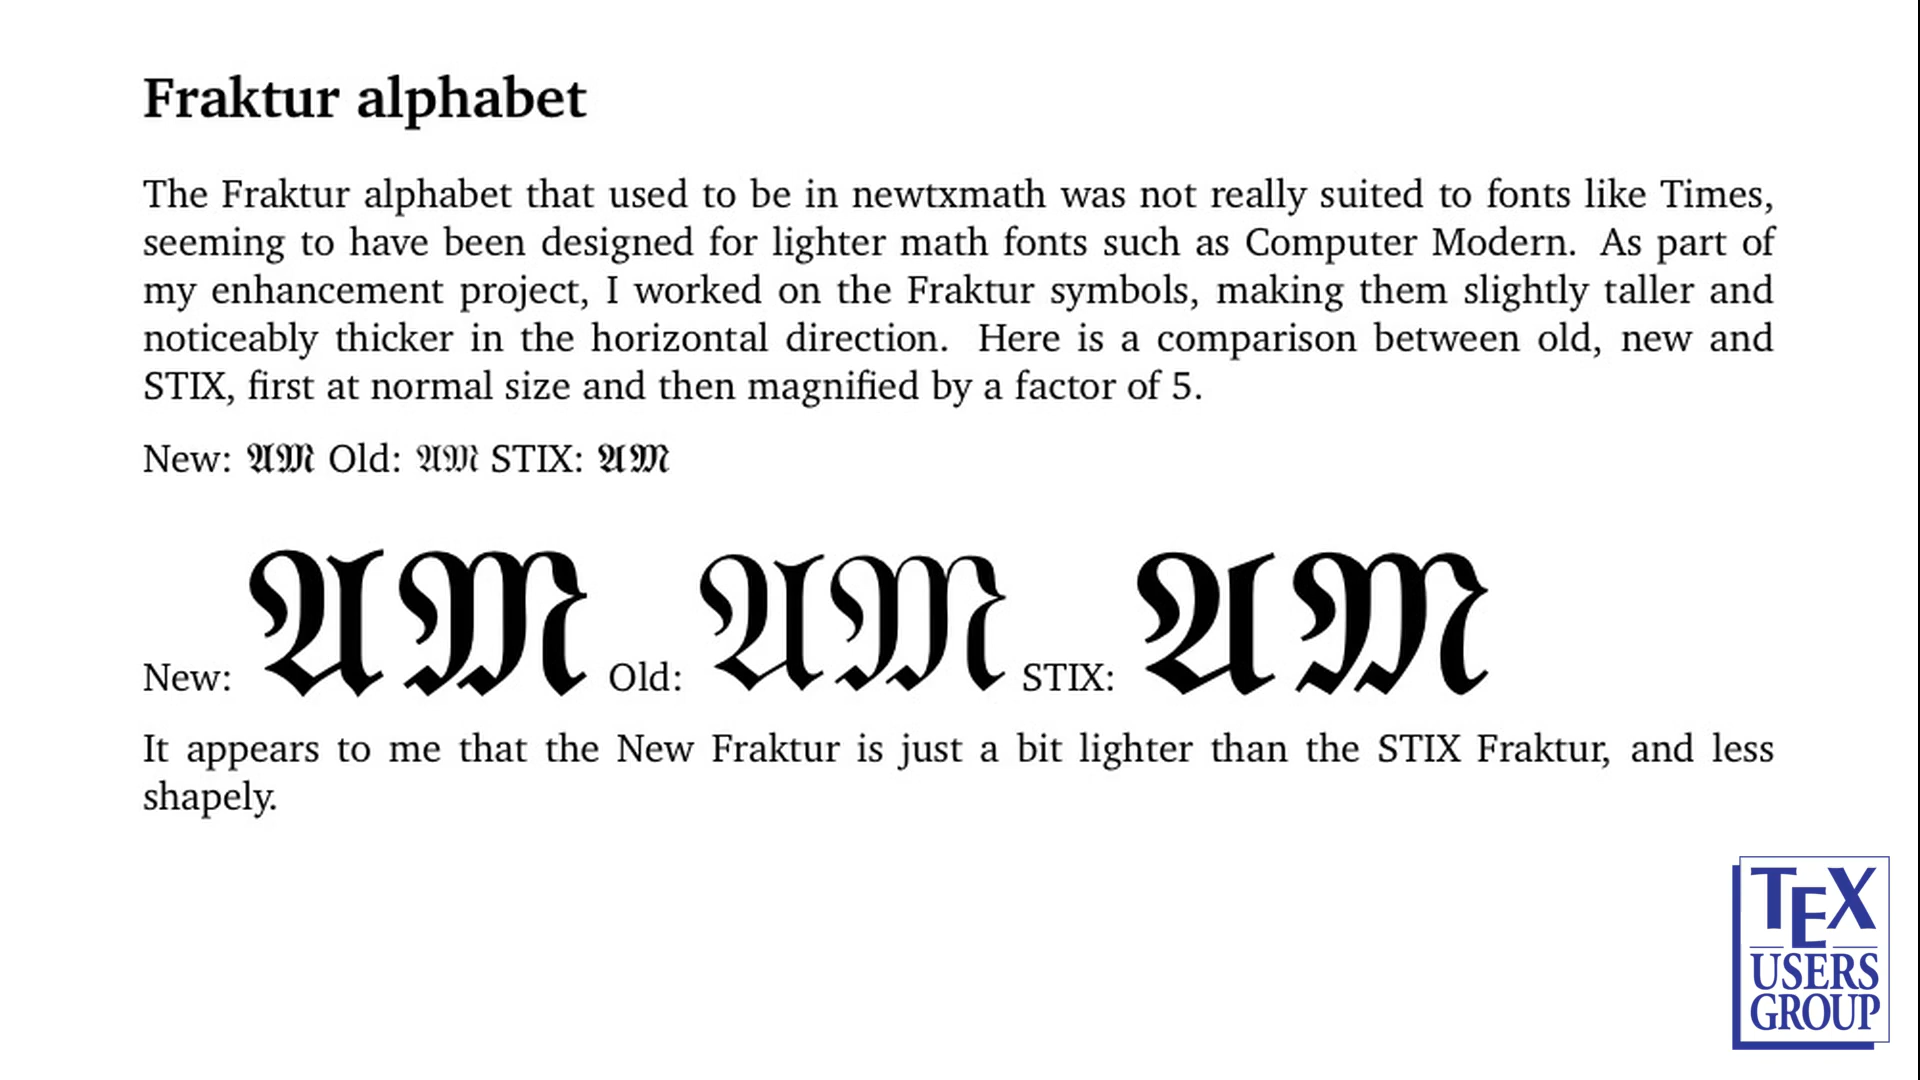 Fraktur alphabet
The Fraktur alphabet that used to be in newtxmath was not really suited to fonts like Times,
seeming to have been designed for lighter math fonts such as Computer Modern. As part of
my enhancement project, I worked on the Fraktur symbols, making them slightly taller and
noticeably thicker in the horizontal direction. Here is a comparison between old, new and
STIX, first at normal size and then magnified by a factor of 5.
New: 𝔄𝔐 Old: 𝔄𝔐 STIX: 𝔄𝔐
New: 𝔄𝔐 Old: 𝔄𝔐 STIX: 𝔄𝔐
It appears to me that the New Fraktur is just a bit lighter than the STIX Fraktur, and less
shapely.
TEX
USERS
GROUP